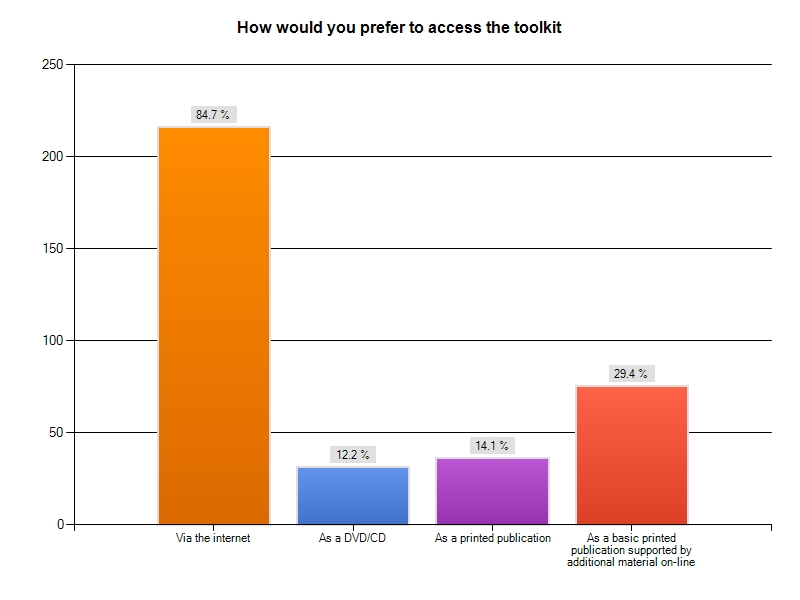 How would you prefer to access the toolkit
250
200
150
100
50
0
84.7 %
12.2 %
14.1 %
29.4 %
Via the internet
As a DVD/CD
As a printed publication
As a basic printed
publication supported by
additional material on-line